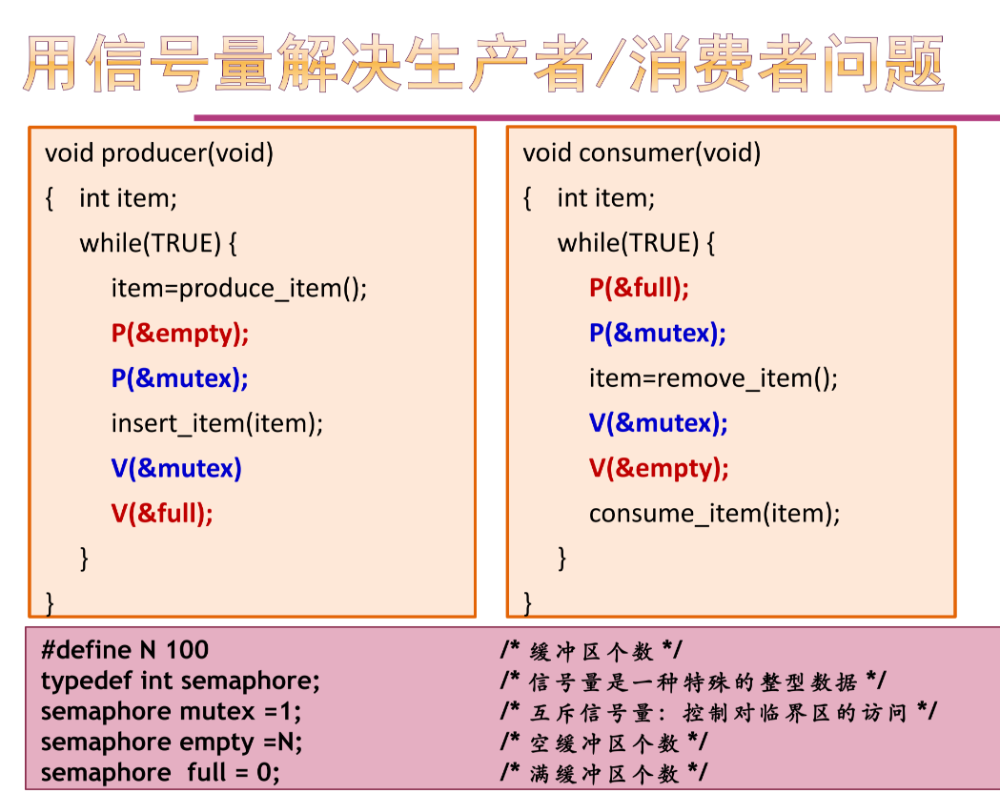 用信号量解决生产者/消费者问题
void producer(void)
{ int item;
while(TRUE) {
item=produce_item();
P(&empty);
P(&mutex);
insert_item(item);
V(&mutex)
V(&full);
}
}
void consumer(void)
{ int item;
while(TRUE) {
P(&full);
P(&mutex);
item=remove_item();
V(&mutex);
V(&empty);
consume_item(item);
}
}
#define N 100 /* 缓冲区个数 */
typedef int semaphore; /* 信号量是一种特殊的整型数据 */
semaphore mutex =1; /* 互斥信号量: 控制对临界区的访问 */
semaphore empty =N; /* 空缓冲区个数 */
semaphore full = 0; /* 满缓冲区个数 */